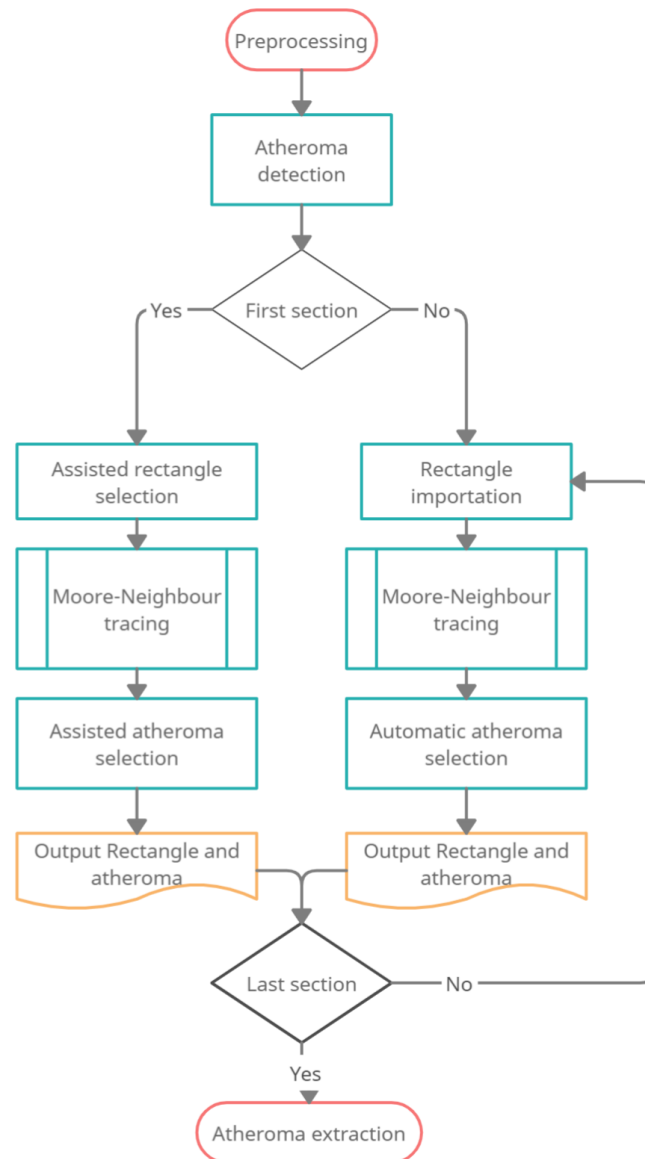 Preprocessing
Atheroma
detection
First section
Yes
No
Assisted rectangle
selection
Rectangle
importation
Moore-Neighbour
tracing
Moore-Neighbour
tracing
Assisted atheroma
selection
Automatic atheroma
selection
Output Rectangle and
atheroma
Output Rectangle and
atheroma
Last section
No
Yes
Atheroma extraction